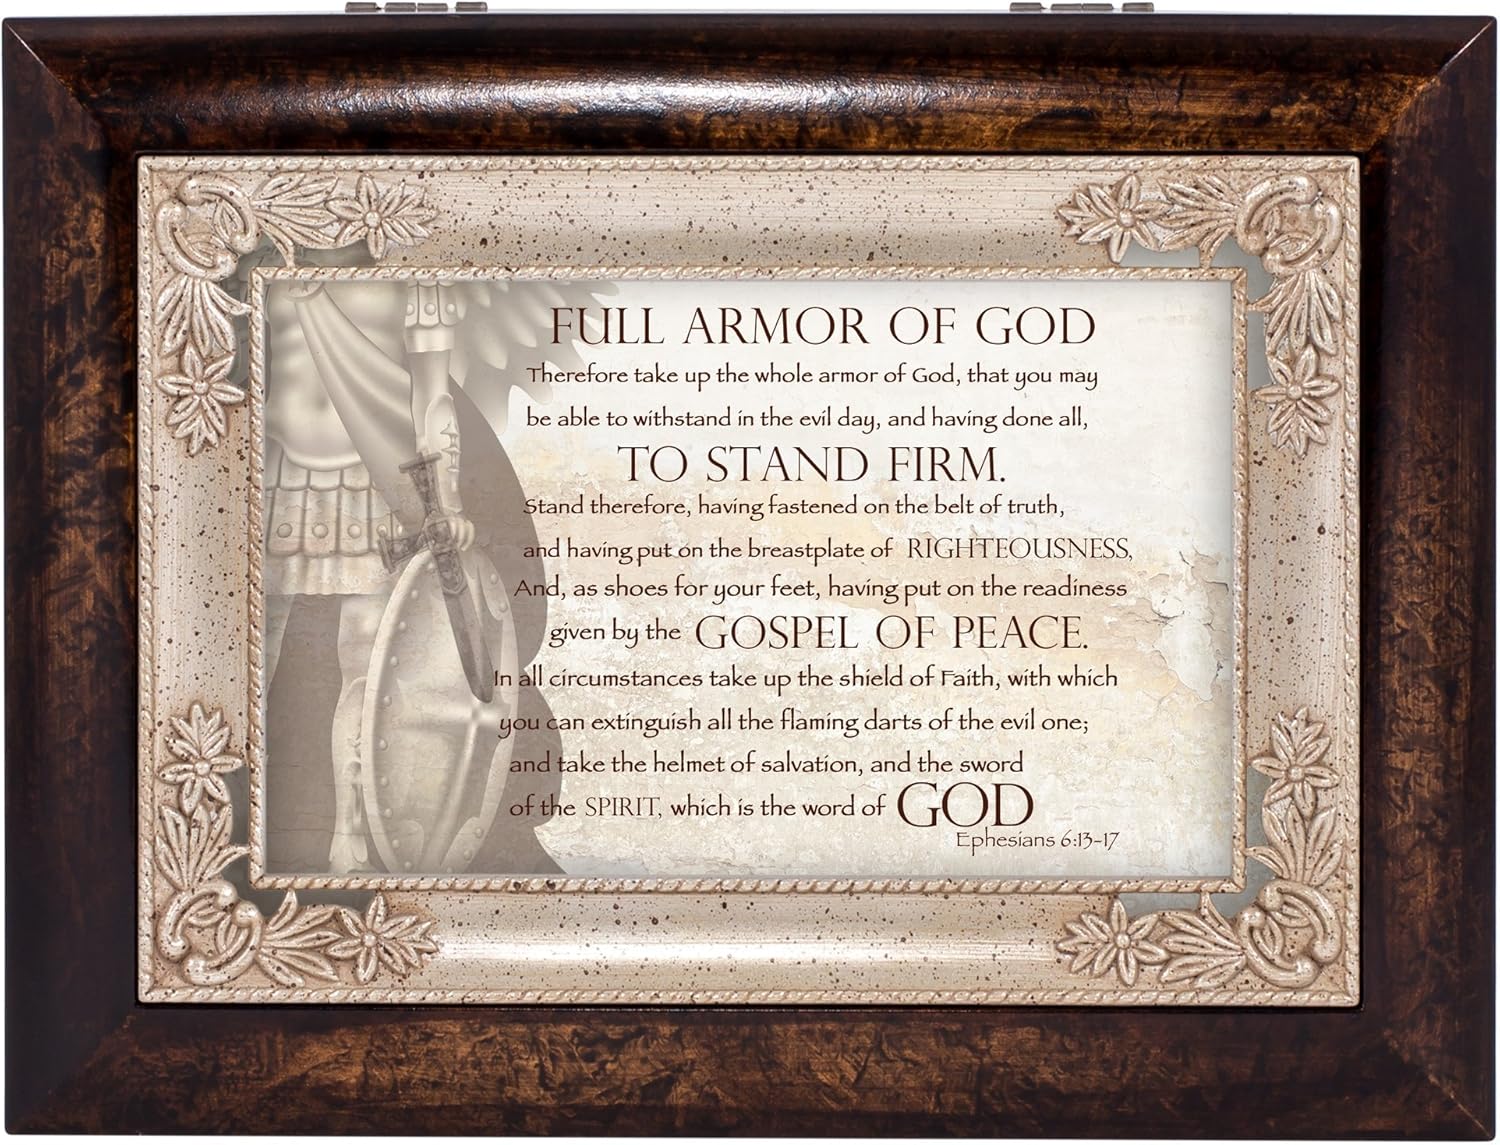 FULL ARMOR OF GOD
Therefore take up the whole armor of God, that you may
be able to withstand in the evil day, and having done all,
TO STAND FIRM.
Stand therefore, having fastened on the belt of truth,
and having put on the breastplate of RIGHTEOUSNESS,
And, as shoes for your feet, having put on the readiness
given by the GOSPEL OF PEACE.
In all circumstances take up the shield of Faith, with which
you can extinguish all the flaming darts of the evil one;
and take the helmet of salvation, and the sword
of the SPIRIT, which is the word of GOD
Ephesians 6:13-17